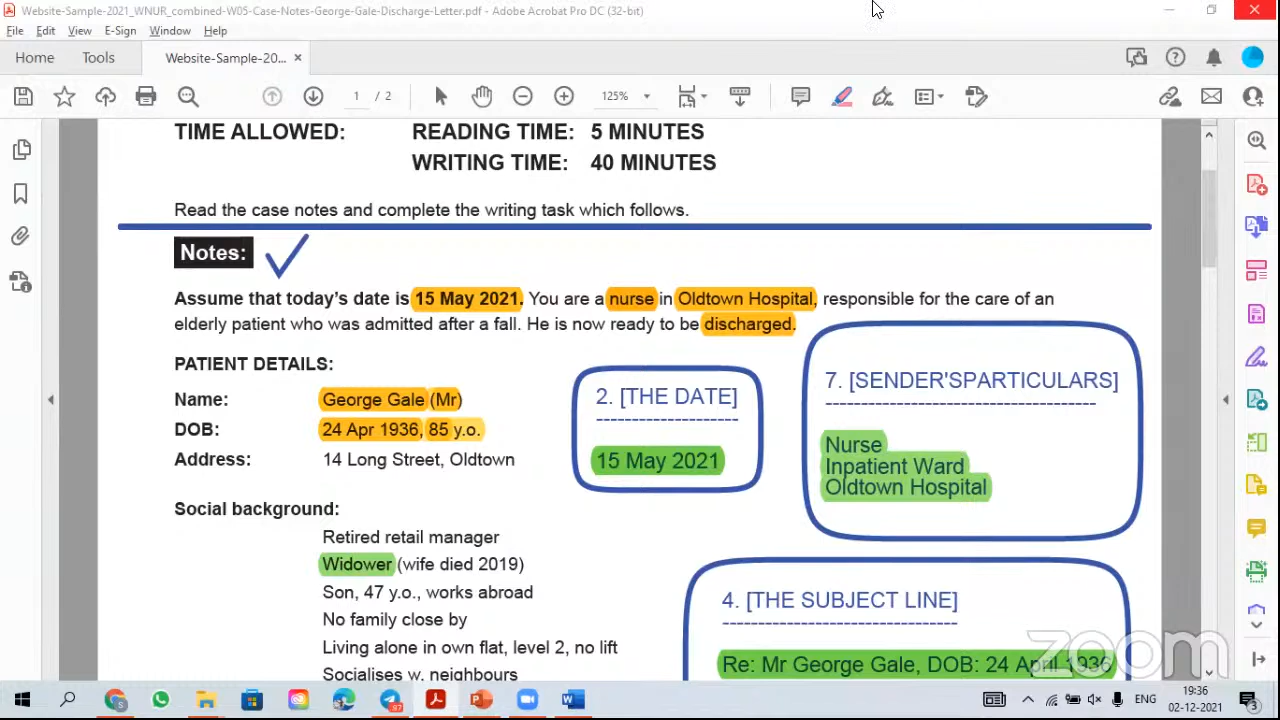 Website-Sample-2021_WNUR_combined-W05-Case-Notes-George-Gale-Discharge-Letter.pdf - Adobe Acrobat Pro DC (32-bit)
File Edit View E-Sign Window Help
Home Tools Website-Sample-20... ×
1 / 2 125%
TIME ALLOWED: READING TIME: 5 MINUTES
WRITING TIME: 40 MINUTES
Read the case notes and complete the writing task which follows.
Notes:
Assume that today's date is 15 May 2021. You are a nurse in Oldtown Hospital, responsible for the care of an
elderly patient who was admitted after a fall. He is now ready to be discharged.
PATIENT DETAILS:
Name: George Gale (Mr)
DOB: 24 Apr 1936, 85 y.o.
Address: 14 Long Street, Oldtown
2. [THE DATE]
15 May 2021
7. [SENDER'SPARTICULARS]
Nurse
Inpatient Ward
Oldtown Hospital
Social background:
Retired retail manager
Widower (wife died 2019)
Son, 47 y.o., works abroad
No family close by
Living alone in own flat, level 2, no lift
Socialises w. neighbours
4. [THE SUBJECT LINE]
Re: Mr George Gale, DOB: 24 April 1936
zoom
87
ENG
19:36
02-12-2021
3